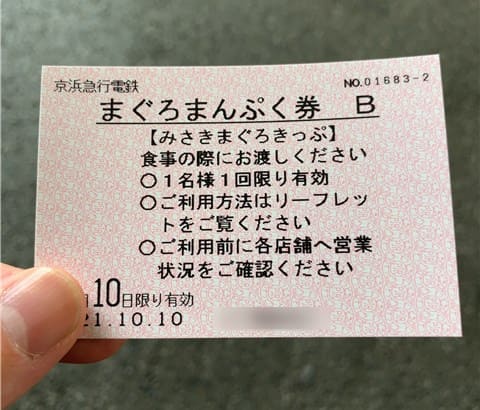 京浜急行電鉄
NO.01683-2
まぐろまんぷく券 B
【みさきまぐろきっぷ】
食事の際にお渡しください
○1名様1回限り有効
○ご利用方法はリーフレッ
トをご覧ください
○ご利用前に各店舗へ営業
状況をご確認ください
月10日限り有効
21.10.10